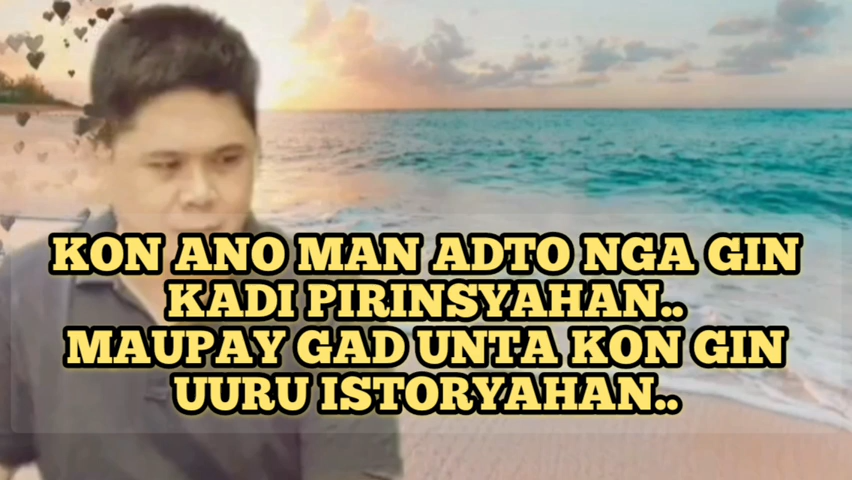 KON ANO MAN ADTO NGA GIN
KADI PIRINSYAHAN..
MAUPAY GAD UNTA KON GIN
UURU ISTORYAHAN..